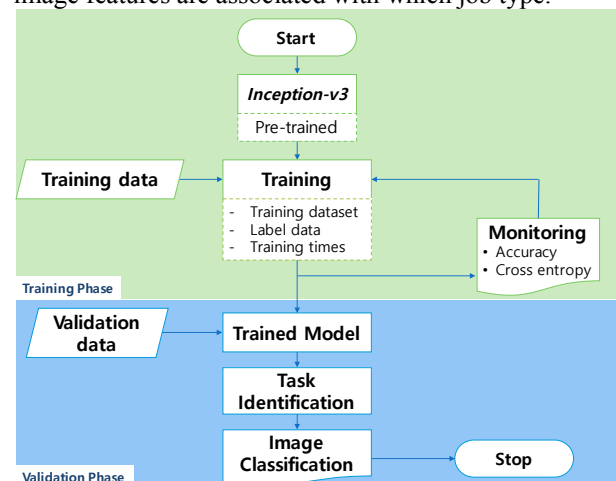 image features are associated with which job type.
Start
Inception-v3
Pre-trained
Training data
Training
- Training dataset
- Label data
- Training times
Monitoring
• Accuracy
• Cross entropy
Training Phase
Validation
data
Trained Model
Task
Identification
Image
Classification
Stop
Validation Phase